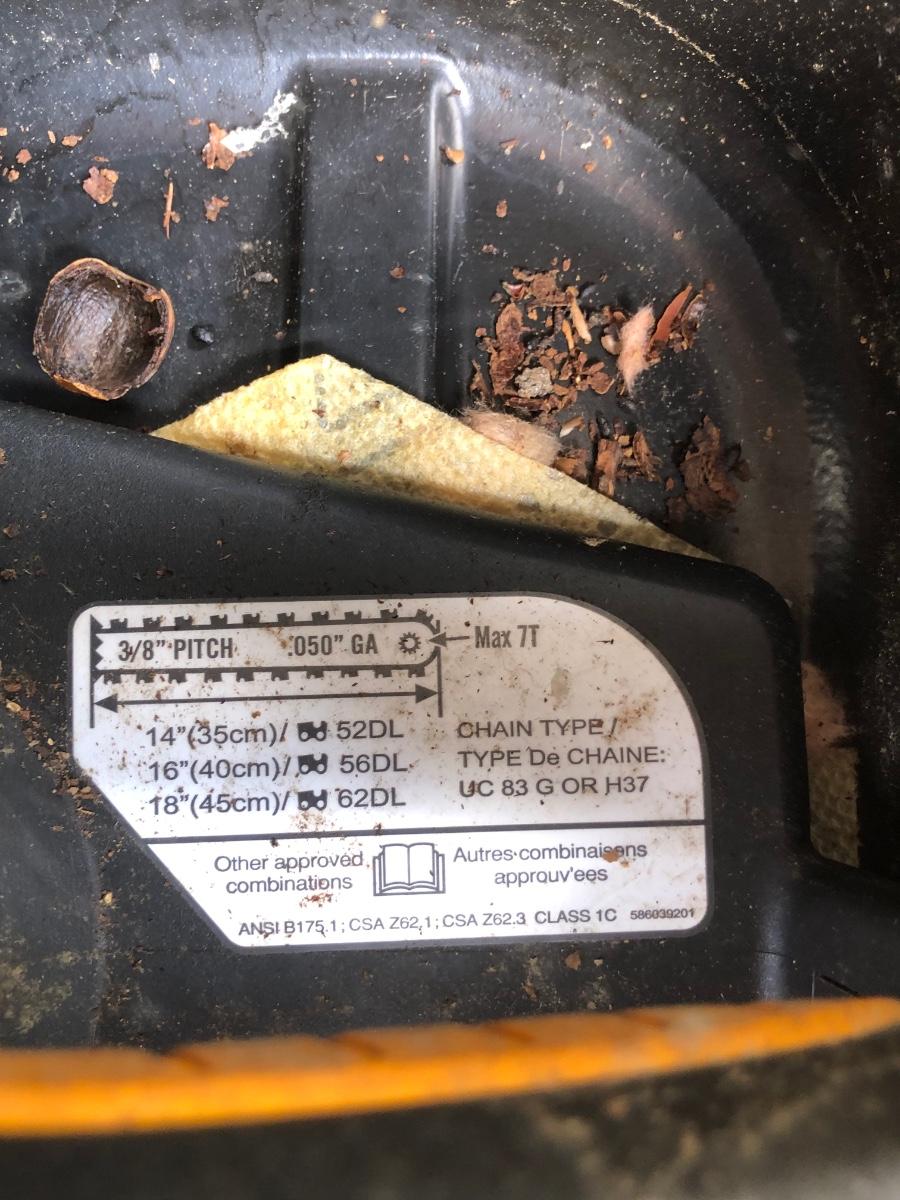 3/8" PITCH .050" GA Max 7T
14"(35cm)/ 52DL
16"(40cm)/ 56DL
18"(45cm)/ 62DL
CHAIN TYPE /
TYPE De CHAINE:
UC 83 G OR H37
Other approved
combinations
Autres combinaisons
approuv'ees
ANSI B175.1; CSA Z62.1; CSA Z62.3 CLASS 1C 586039201